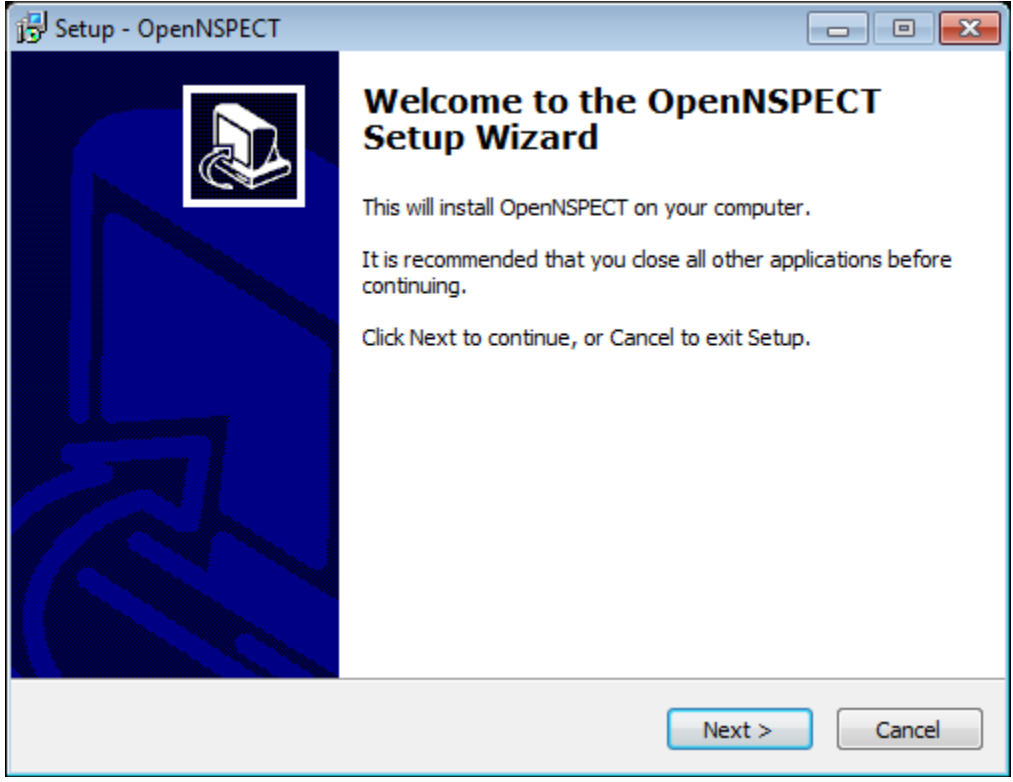 Setup - OpenNSPECT
Welcome to the OpenNSPECT
Setup Wizard
This will install OpenNSPECT on your computer.
It is recommended that you close all other applications before
continuing.
Click Next to continue, or Cancel to exit Setup.
Next >
Cancel